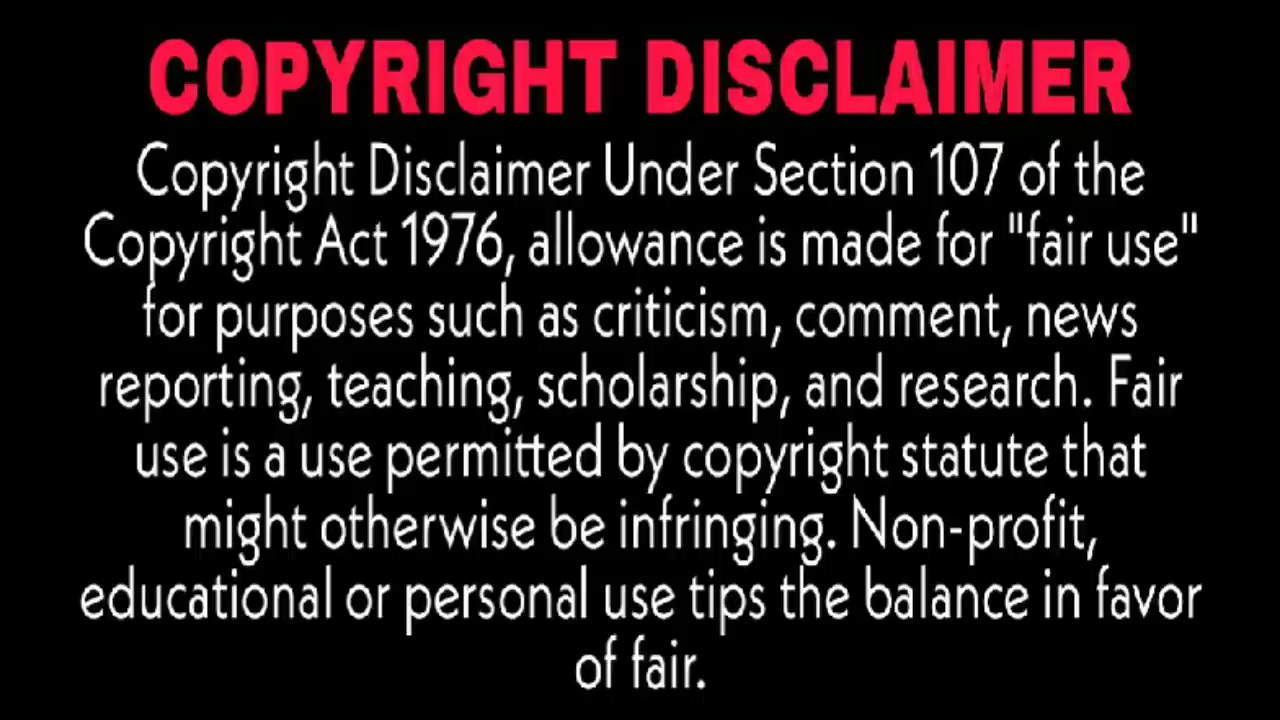 COPYRIGHT DISCLAIMER
Copyright Disclaimer Under Section 107 of the
Copyright Act 1976, allowance is made for "fair use"
for purposes such as criticism, comment, news
reporting, teaching, scholarship, and research. Fair
use is a use permitted by copyright statute that
might otherwise be infringing. Non-profit,
educational or personal use tips the balance in favor
of fair.